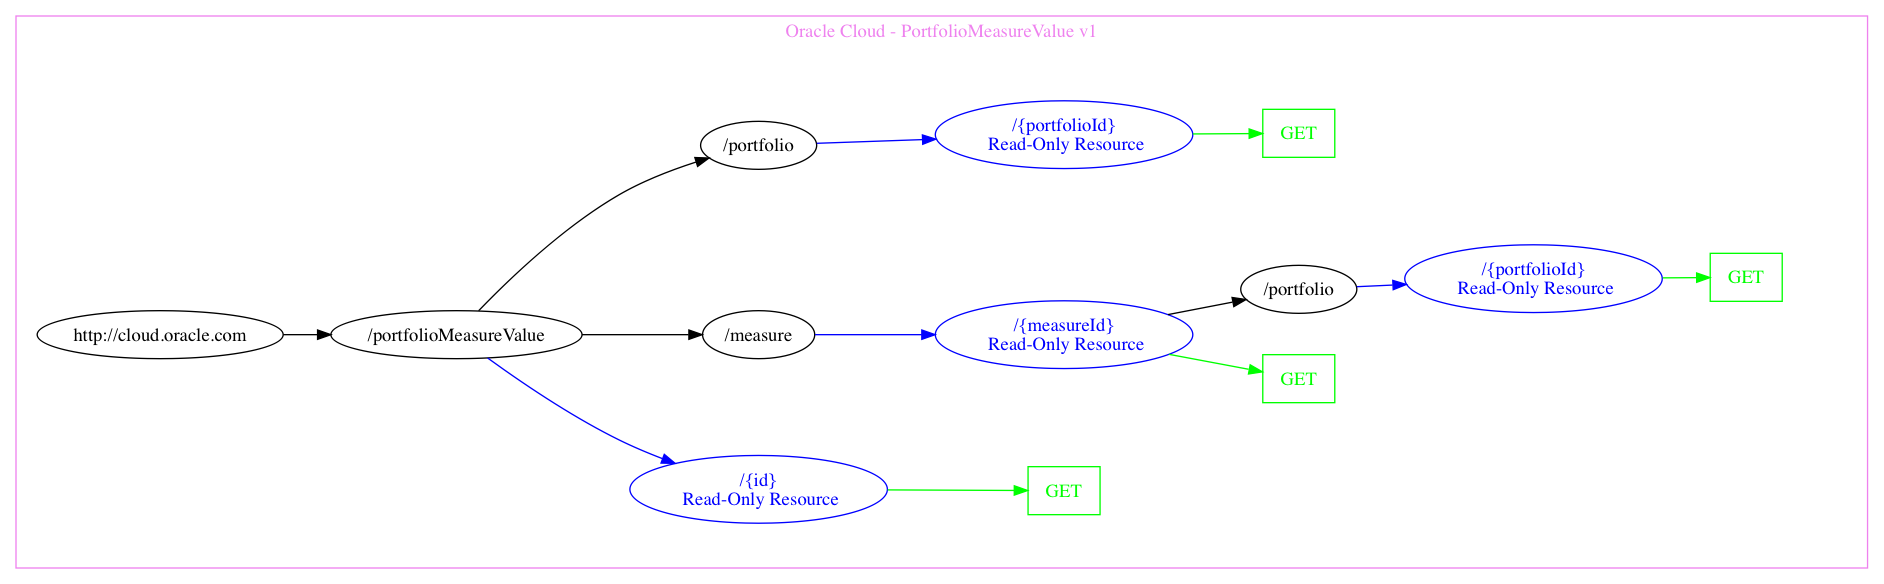 Oracle Cloud - PortfolioMeasureValue v1
/portfolio
/{portfolioId}
Read-Only Resource
GET
http://cloud.oracle.com
/portfolioMeasureValue
/measure
/{measureId}
Read-Only Resource
/portfolio
/{portfolioId}
Read-Only Resource
GET
GET
/{id}
Read-Only Resource
GET